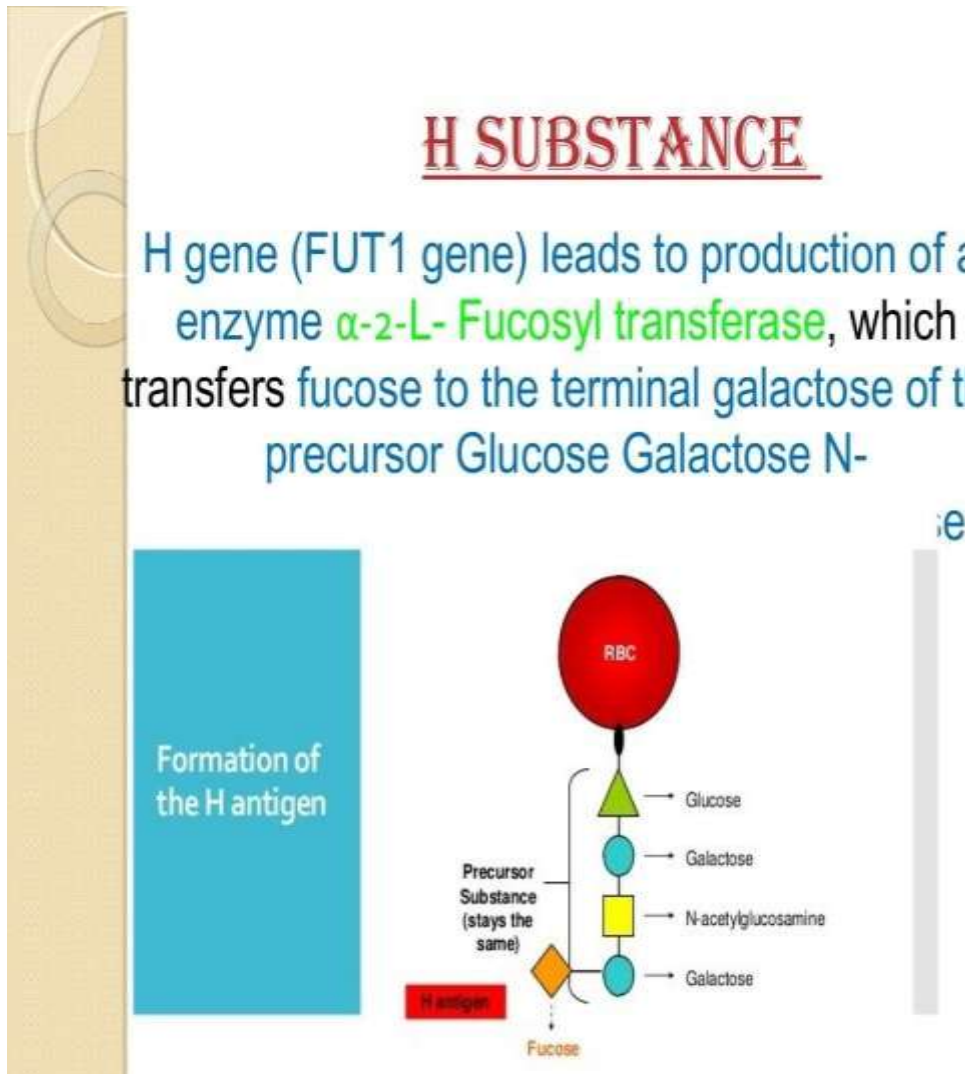 H SUBSTANCE
H gene (FUT1 gene) leads to production of a
enzyme α-2-L- Fucosyl transferase, which
transfers fucose to the terminal galactose of t
precursor Glucose Galactose N-
Formation of
the H antigen
RBC
Glucose
Galactose
Precursor
Substance
(stays the
same)
N-acetylglucosamine
Galactose
H antigen
Fucose